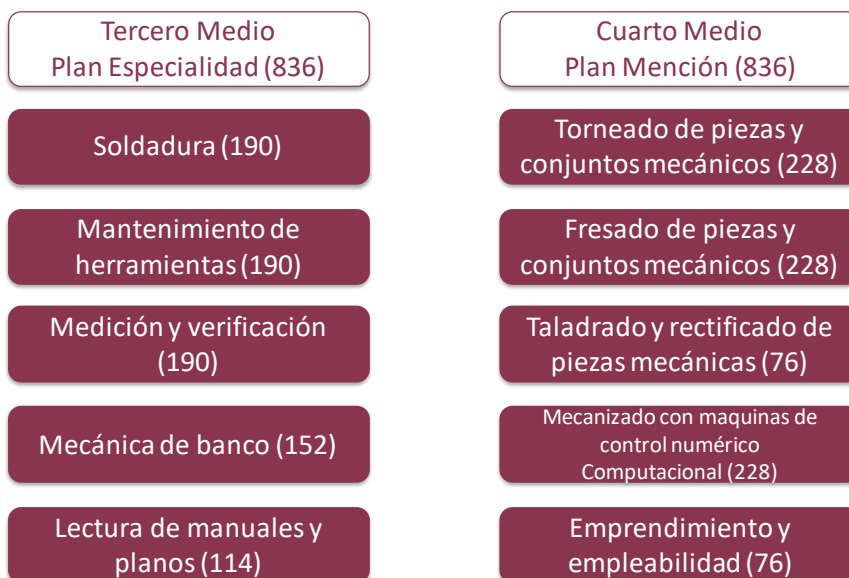 Tercero Medio
Plan Especialidad (836)
Soldadura (190)
Mantenimiento de
herramientas (190)
Medición y verificación
(190)
Mecánica de banco (152)
Lectura de manuales y
planos (114)
Cuarto Medio
Plan Mención (836)
Torneado de piezas y
conjuntos mecánicos (228)
Fresado de piezas y
conjuntos mecánicos (228)
Taladrado y rectificado de
piezas mecánicas (76)
Mecanizado con maquinas de
control numérico
Computacional (228)
Emprendimiento y
empleabilidad (76)